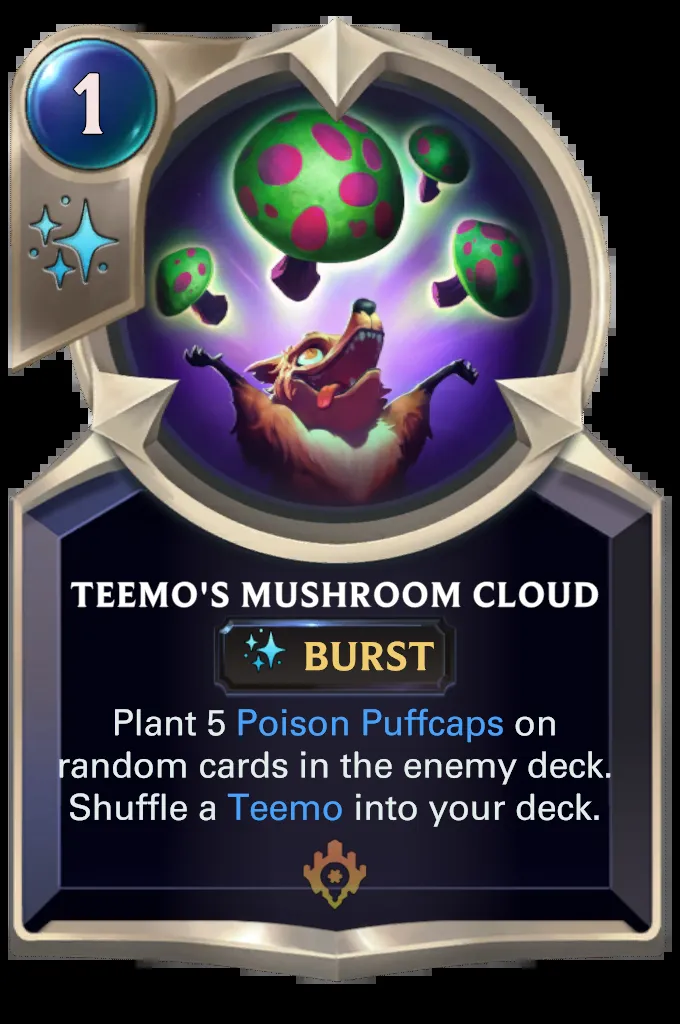 1
TEEMO'S MUSHROOM CLOUD
BURST
Plant 5 Poison Puffcaps on
random cards in the enemy deck.
Shuffle a Teemo into your deck.